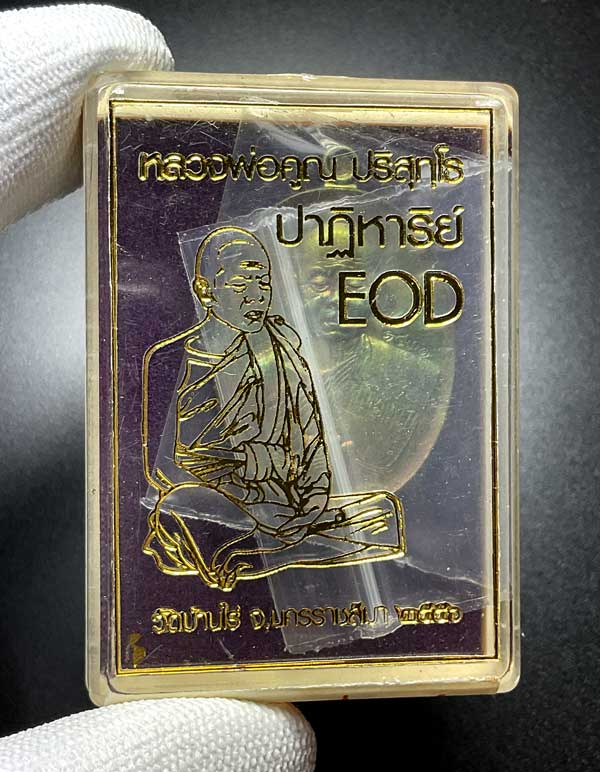 หลวงพ่อคูณ ปริสุทฺโธ
ปาฏิหาริย์
EOD
วัดบ้านไร่ จ.นครราชสีมา ๒๕๕๖